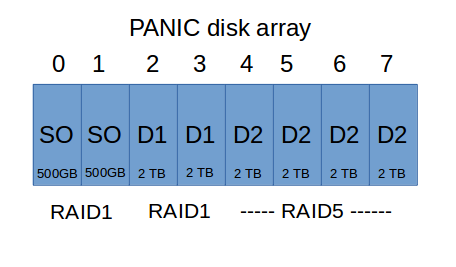 PANIC disk array
0 1 2 3 4 5 6 7
SO SO D1 D1 D2 D2 D2 D2
500GB 500GB 2 TB 2 TB 2 TB 2 TB 2 TB 2 TB
RAID1 RAID1 ----- RAID5 ------